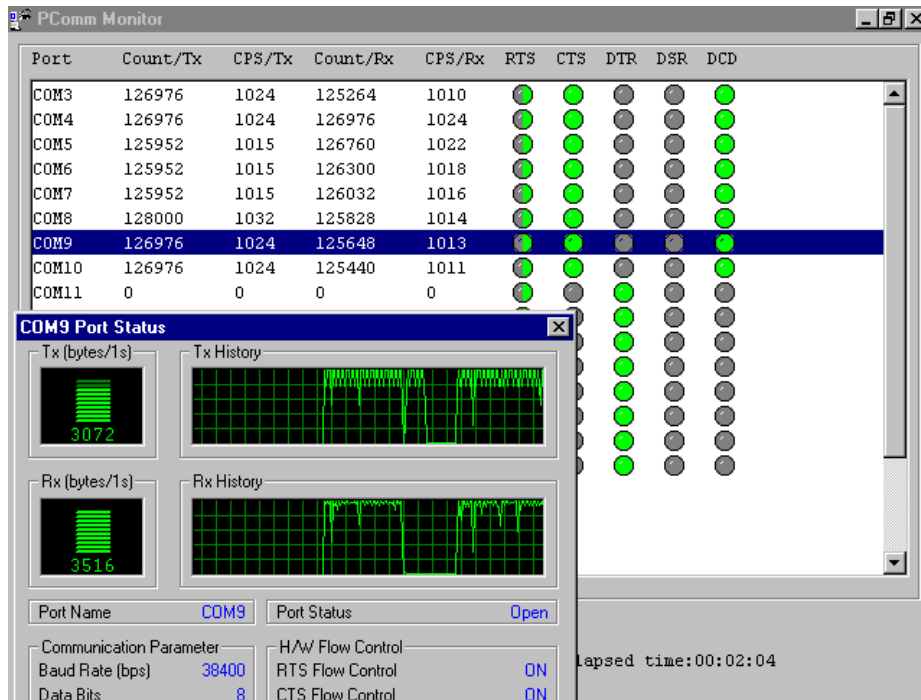 PComm Monitor
Port Count/Tx CPS/Tx Count/Rx CPS/Rx RTS CTS DTR DSR DCD
COM3 126976 1024 125264 1010
COM4 126976 1024 126976 1024
COM5 125952 1015 126760 1022
COM6 125952 1015 126300 1018
COM7 125952 1015 126032 1016
COM8 128000 1032 125828 1014
COM9 126976 1024 125648 1013
COM10 126976 1024 125440 1011
COM11 0 0 0 0
COM9 Port Status
Tx (bytes/1s) Tx History
3072
Rx (bytes/1s) Rx History
3516
Port Name COM9 Port Status Open
Communication Parameter H/W Flow Control
Baud Rate (bps) 38400 RTS Flow Control ON
lapsed time:00:02:04
Data Bits 8 CTS Flow Control ON